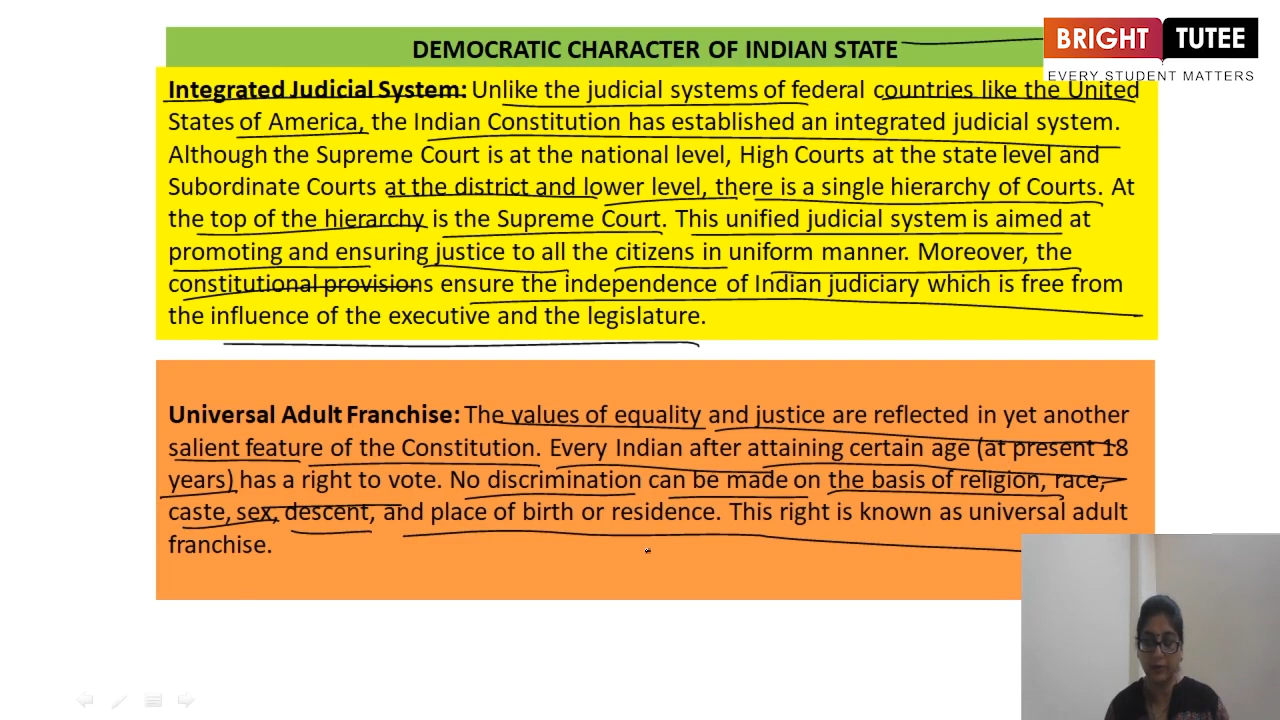 DEMOCRATIC CHARACTER OF INDIAN STATE
BRIGHT TUTEE
EVERY STUDENT MATTERS
Integrated Judicial System: Unlike the judicial systems of federal countries like the United
States of America, the Indian Constitution has established an integrated judicial system.
Although the Supreme Court is at the national level, High Courts at the state level and
Subordinate Courts at the district and lower level, there is a single hierarchy of Courts. At
the top of the hierarchy is the Supreme Court. This unified judicial system is aimed at
promoting and ensuring justice to all the citizens in uniform manner. Moreover, the
constitutional provisions ensure the independence of Indian judiciary which is free from
the influence of the executive and the legislature.
Universal Adult Franchise: The values of equality and justice are reflected in yet another
salient feature of the Constitution. Every Indian after attaining certain age (at present 18
years) has a right to vote. No discrimination can be made on the basis of religion, race,
caste, sex, descent, and place of birth or residence. This right is known as universal adult
franchise.